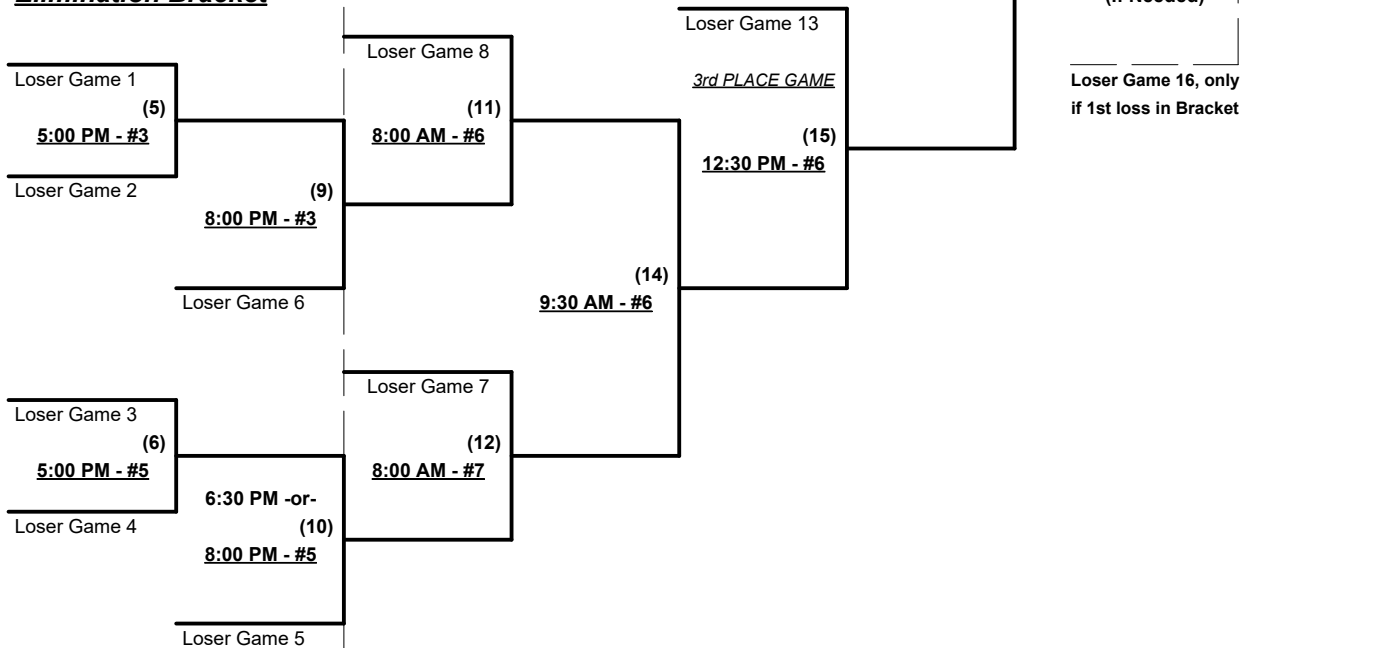 Elimination Bracket
(If Needed)
Loser Game 13
Loser Game 8
Loser Game 1
3rd PLACE GAME
Loser Game 16, only
if 1st loss in Bracket
(5)
5:00 PM - #3
(11)
8:00 AM - #6
(15)
12:30 PM - #6
Loser Game 2
(9)
8:00 PM - #3
(14)
9:30 AM - #6
Loser Game 6
Loser Game 7
Loser Game 3
(6)
5:00 PM - #5
(12)
8:00 AM - #7
6:30 PM -or-
(10)
8:00 PM - #5
Loser Game 4
Loser Game 5